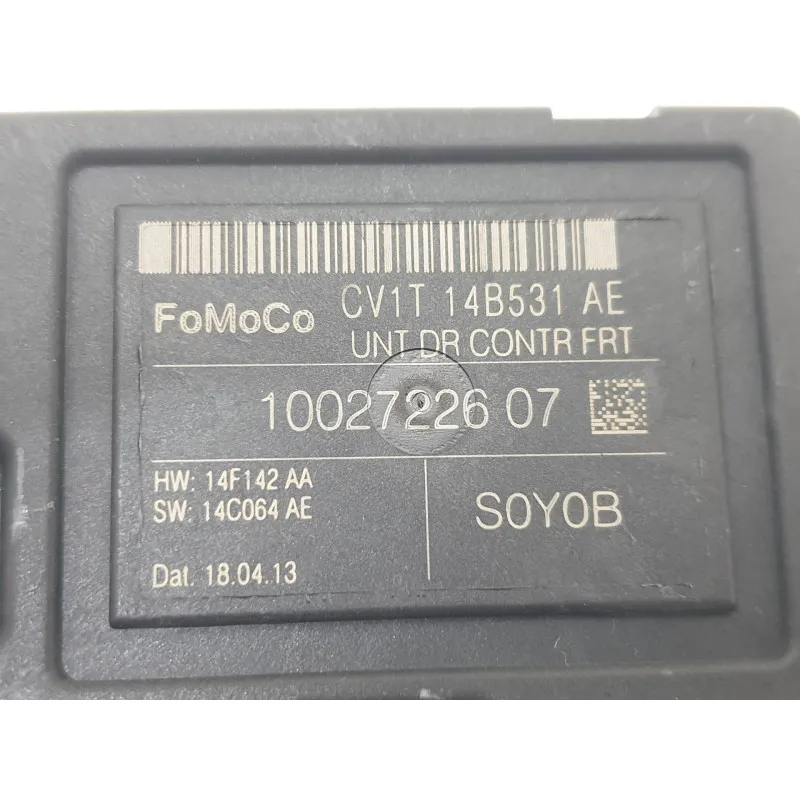 FoMoCo CV1T 14B531 AE
UNT DR CONTR FRT
10027226 07
HW: 14F142 AA
SW: 14C064 AE
S0Y0B
Dat. 18.04.13